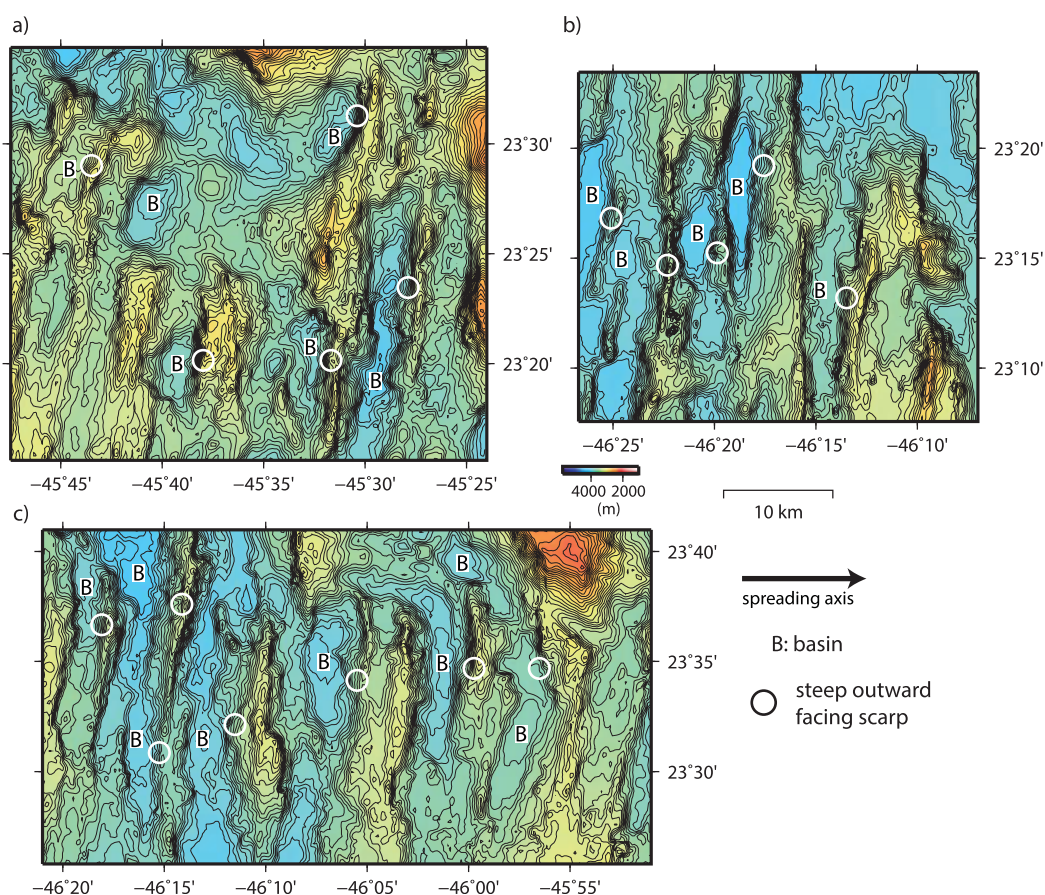 a)
B
B
B
B
B
B
23°30'
23°25'
23°20'
−45°45' −45°40' −45°35' −45°30' −45°25'
b)
B
B
B
B
B
23°20'
23°15'
23°10'
−46°25' −46°20' −46°15' −46°10'
4000 2000
(m)
10 km
c)
B
B
B
B
B
B
B
B
B
23°40'
23°35'
23°30'
−46°20' −46°15' −46°10' −46°05' −46°00' −45°55'
spreading axis
B: basin
steep outward
facing scarp